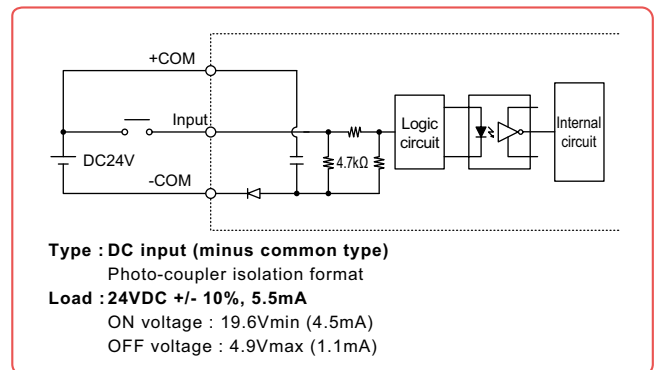 +COM
Input
DC24V
-COM
4.7kΩ
Logic
circuit
Internal
circuit
Type : DC input (minus common type)
Photo-coupler isolation format
Load : 24VDC +/- 10%, 5.5mA
ON voltage : 19.6Vmin (4.5mA)
OFF voltage : 4.9Vmax (1.1mA)